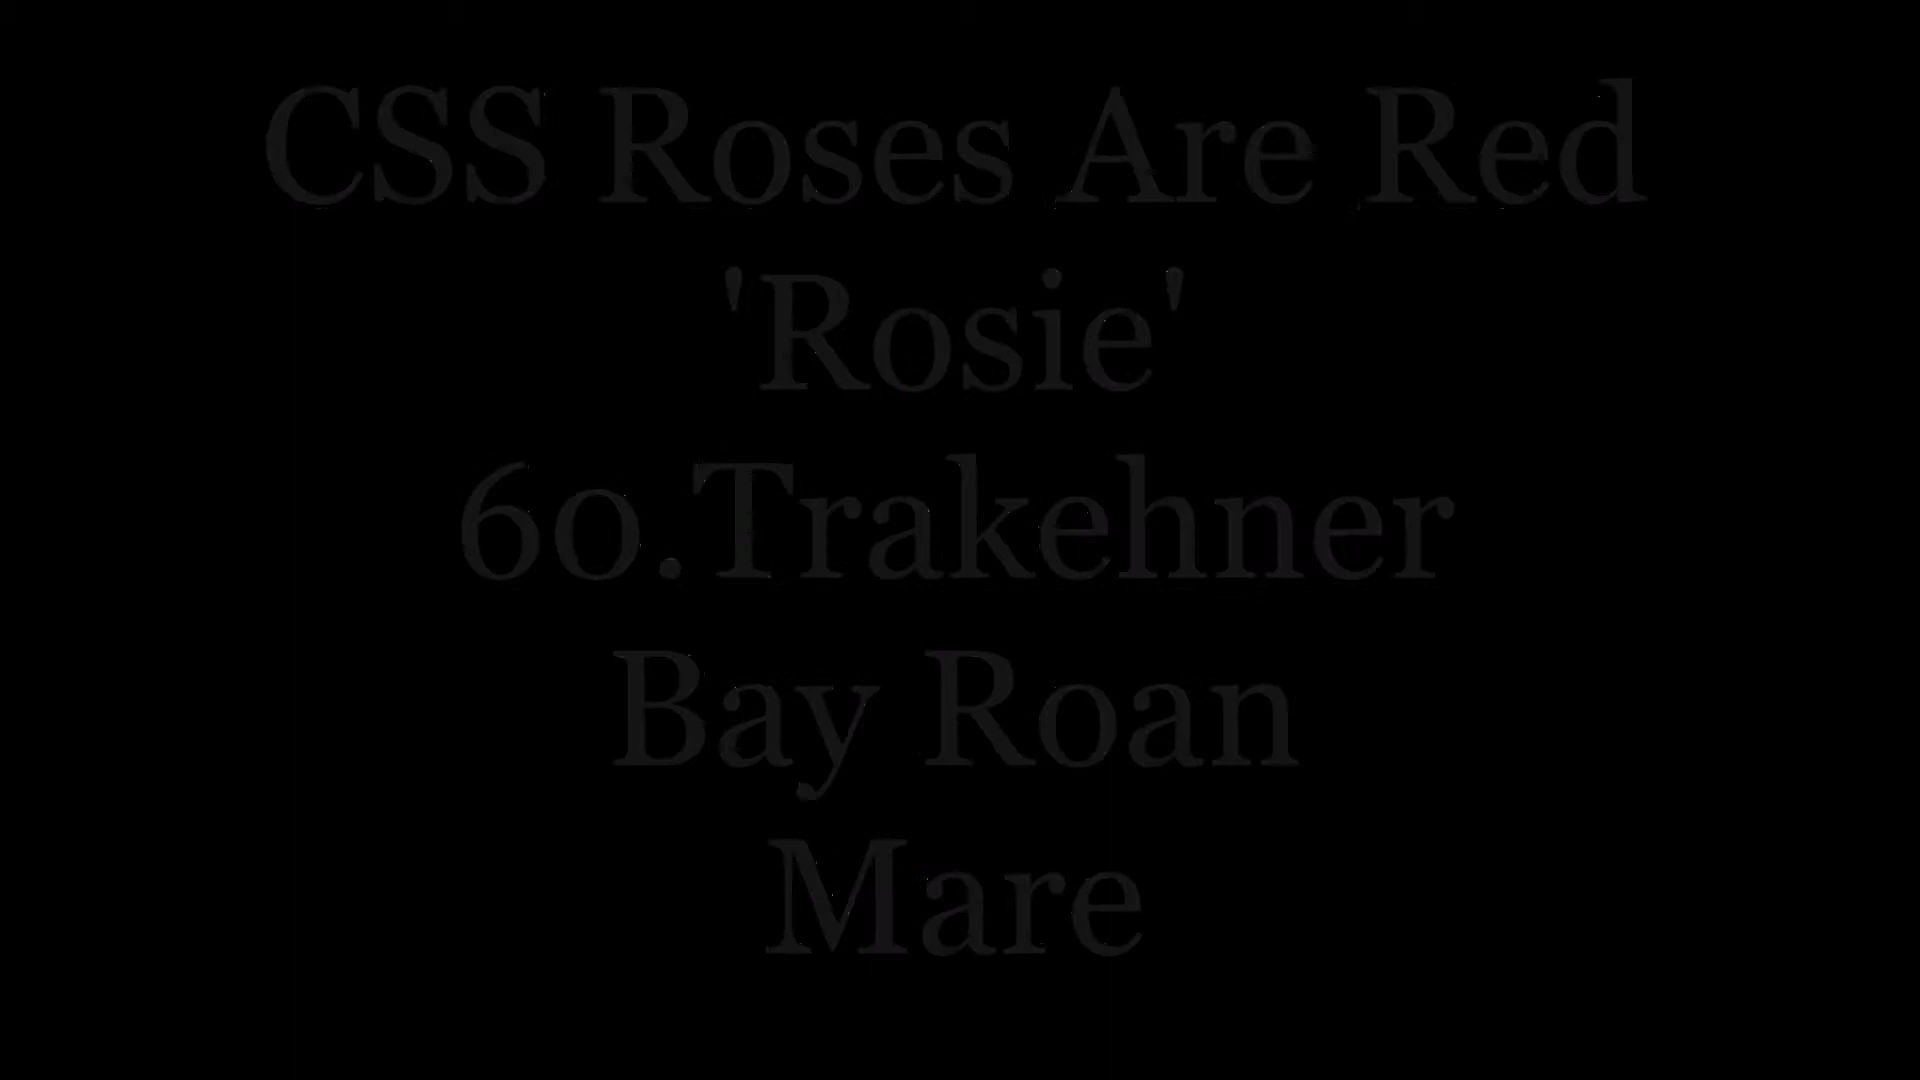 CSS Roses Are Red
'Rosie'
60.Trakehner
Bay Roan
Mare